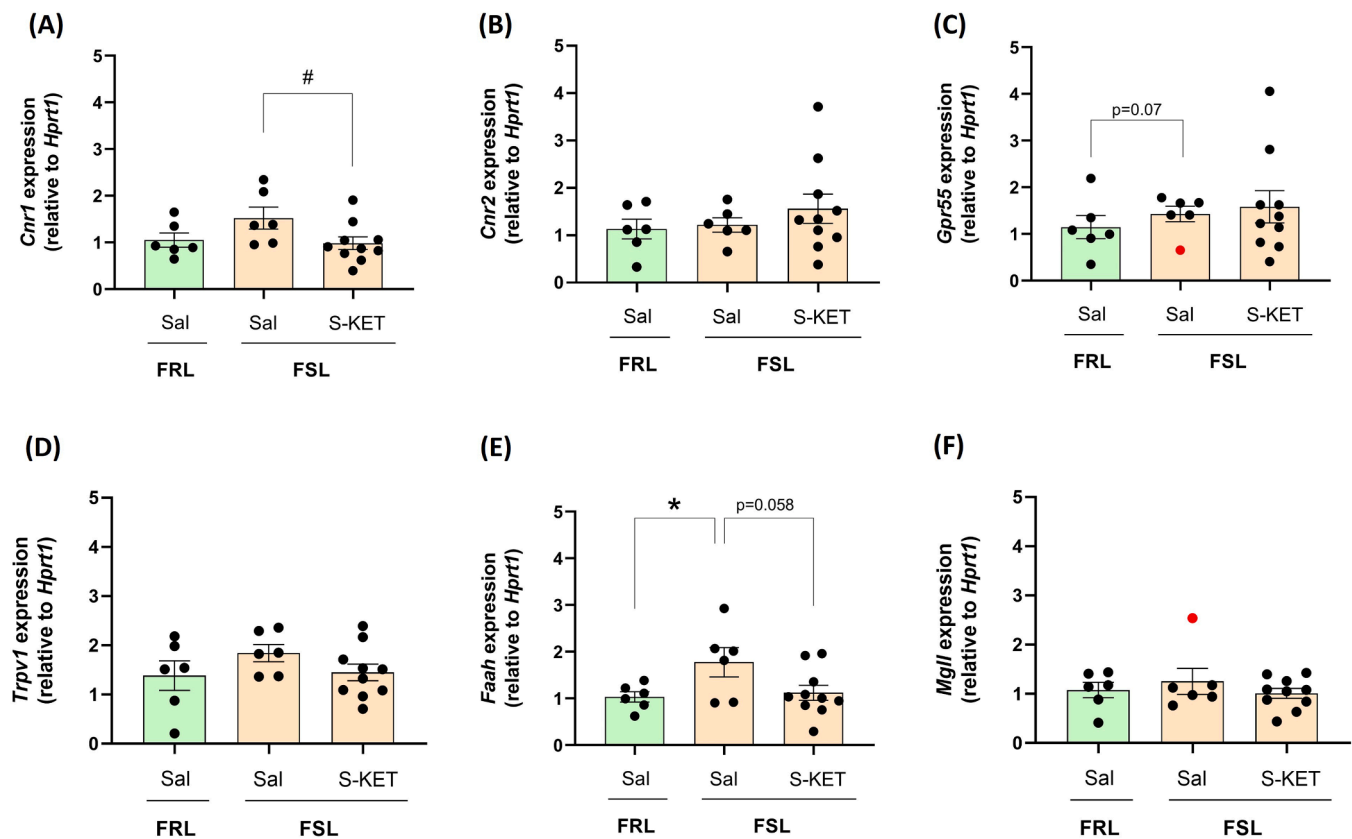 (A)
Cnr1 expression
(relative to Hprt1)
5
4
3
2
1
0
#
Sal
Sal
S-KET
FRL
FSL
(B)
Cnr2 expression
(relative to Hprt1)
5
4
3
2
1
0
Sal
Sal
S-KET
FRL
FSL
(C)
Gpr55 expression
(relative to Hprt1)
5
4
3
2
1
0
p=0.07
Sal
Sal
S-KET
FRL
FSL
(D)
Trpv1 expression
(relative to Hprt1)
5
4
3
2
1
0
Sal
Sal
S-KET
FRL
FSL
(E)
Faah expression
(relative to Hprt1)
5
4
3
2
1
0
*
p=0.058
Sal
Sal
S-KET
FRL
FSL
(F)
Mgll expression
(relative to Hprt1)
5
4
3
2
1
0
Sal
Sal
S-KET
FRL
FSL